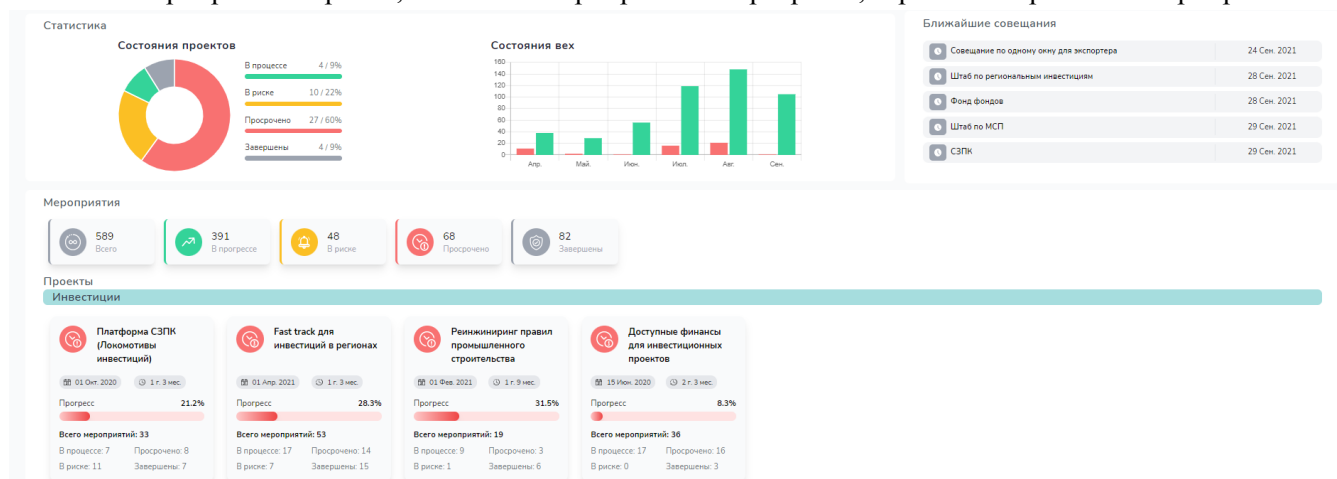 Статистика
Состояния проектов
В процессе 4 / 9%
В риске 10 / 22%
Просрочено 27 / 60%
Завершены 4 / 9%
Состояния вех
160
140
120
100
80
60
40
20
0
Апр. Май. Июн. Июл. Авг. Сен.
Ближайшие совещания
Совещание по одному окну для экспортера 24 Сен. 2021
Штаб по региональным инвестициям 28 Сен. 2021
Фонд фондов 28 Сен. 2021
Штаб по МСП 29 Сен. 2021
СЗПК 29 Сен. 2021
Мероприятия
589
Всего
391
В прогрессе
48
В риске
68
Просрочено
82
Завершены
Проекты
Инвестиции
Платформа СЗПК
(Локомотивы
инвестиций)
01 Окт. 2020 1 г. 3 мес.
Прогресс 21.2%
Всего мероприятий: 33
В процессе: 7 Просрочено: 8
В риске: 11 Завершены: 7
Fast track для
инвестиций в регионах
01 Апр. 2021 1 г. 3 мес.
Прогресс 28.3%
Всего мероприятий: 53
В процессе: 17 Просрочено: 14
В риске: 7 Завершены: 15
Реинжиниринг правил
промышленного
строительства
01 Фев. 2021 1 г. 9 мес.
Прогресс 31.5%
Всего мероприятий: 19
В процессе: 9 Просрочено: 3
В риске: 1 Завершены: 6
Доступные финансы
для инвестиционных
проектов
15 Июн. 2020 2 г. 3 мес.
Прогресс 8.3%
Всего мероприятий: 36
В процессе: 17 Просрочено: 16
В риске: 0 Завершены: 3